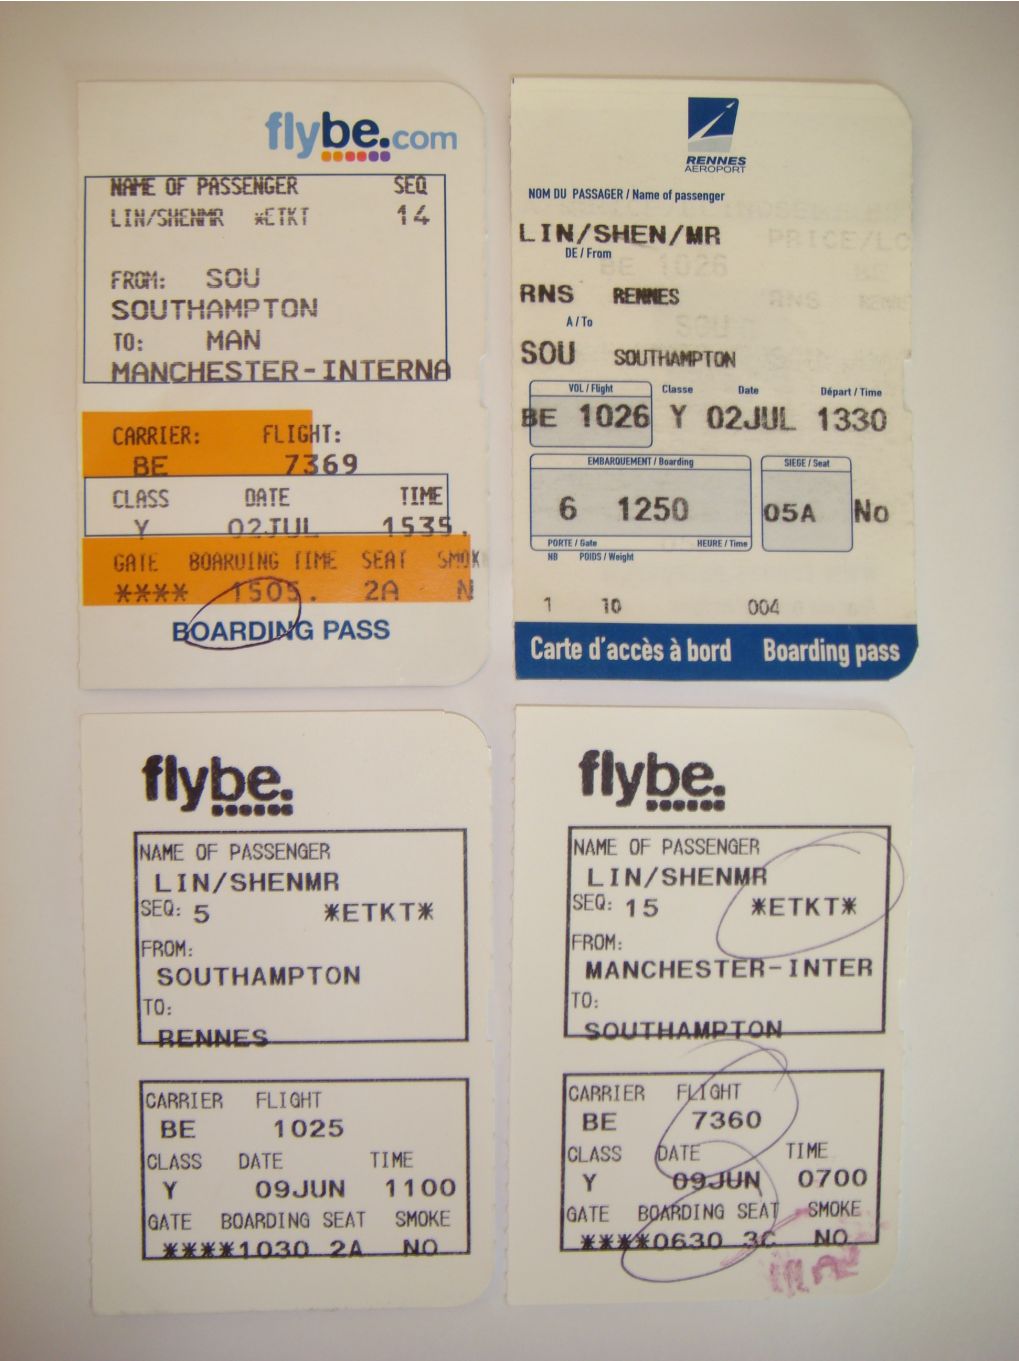 flybe.com
NAME OF PASSENGER SEQ
LIN/SHENMR *ETKT 14
FROM: SOU
SOUTHAMPTON
TO: MAN
MANCHESTER-INTERNA
CARRIER: FLIGHT:
BE 7369
CLASS DATE TIME
Y 02JUL 1535.
GATE BOARDING TIME SEAT SMOK
**** 1505. 2A N
BOARDING PASS
RENNES
AEROPORT
NOM DU PASSAGER / Name of passenger
LIN/SHEN/MR
DE / From
RNS RENNES
A / To
SOU SOUTHAMPTON
VOL / Flight Classe Date Départ / Time
BE 1026 Y 02JUL 1330
EMBARQUEMENT / Boarding SIEGE / Seat
6 1250 05A No
PORTE / Gate HEURE / Time
NB POIDS / Weight
1 10 004
Carte d'accès à bord Boarding pass
flybe.
NAME OF PASSENGER
LIN/SHENMR
SEQ: 5 *ETKT*
FROM:
SOUTHAMPTON
TO:
RENNES
CARRIER FLIGHT
BE 1025
CLASS DATE TIME
Y 09JUN 1100
GATE BOARDING SEAT SMOKE
****1030 2A NO
flybe.
NAME OF PASSENGER
LIN/SHENMR
SEQ: 15 *ETKT*
FROM:
MANCHESTER-INTER
TO:
SOUTHAMPTON
CARRIER FLIGHT
BE 7360
CLASS DATE TIME
Y 09JUN 0700
GATE BOARDING SEAT SMOKE
****0630 3C NO